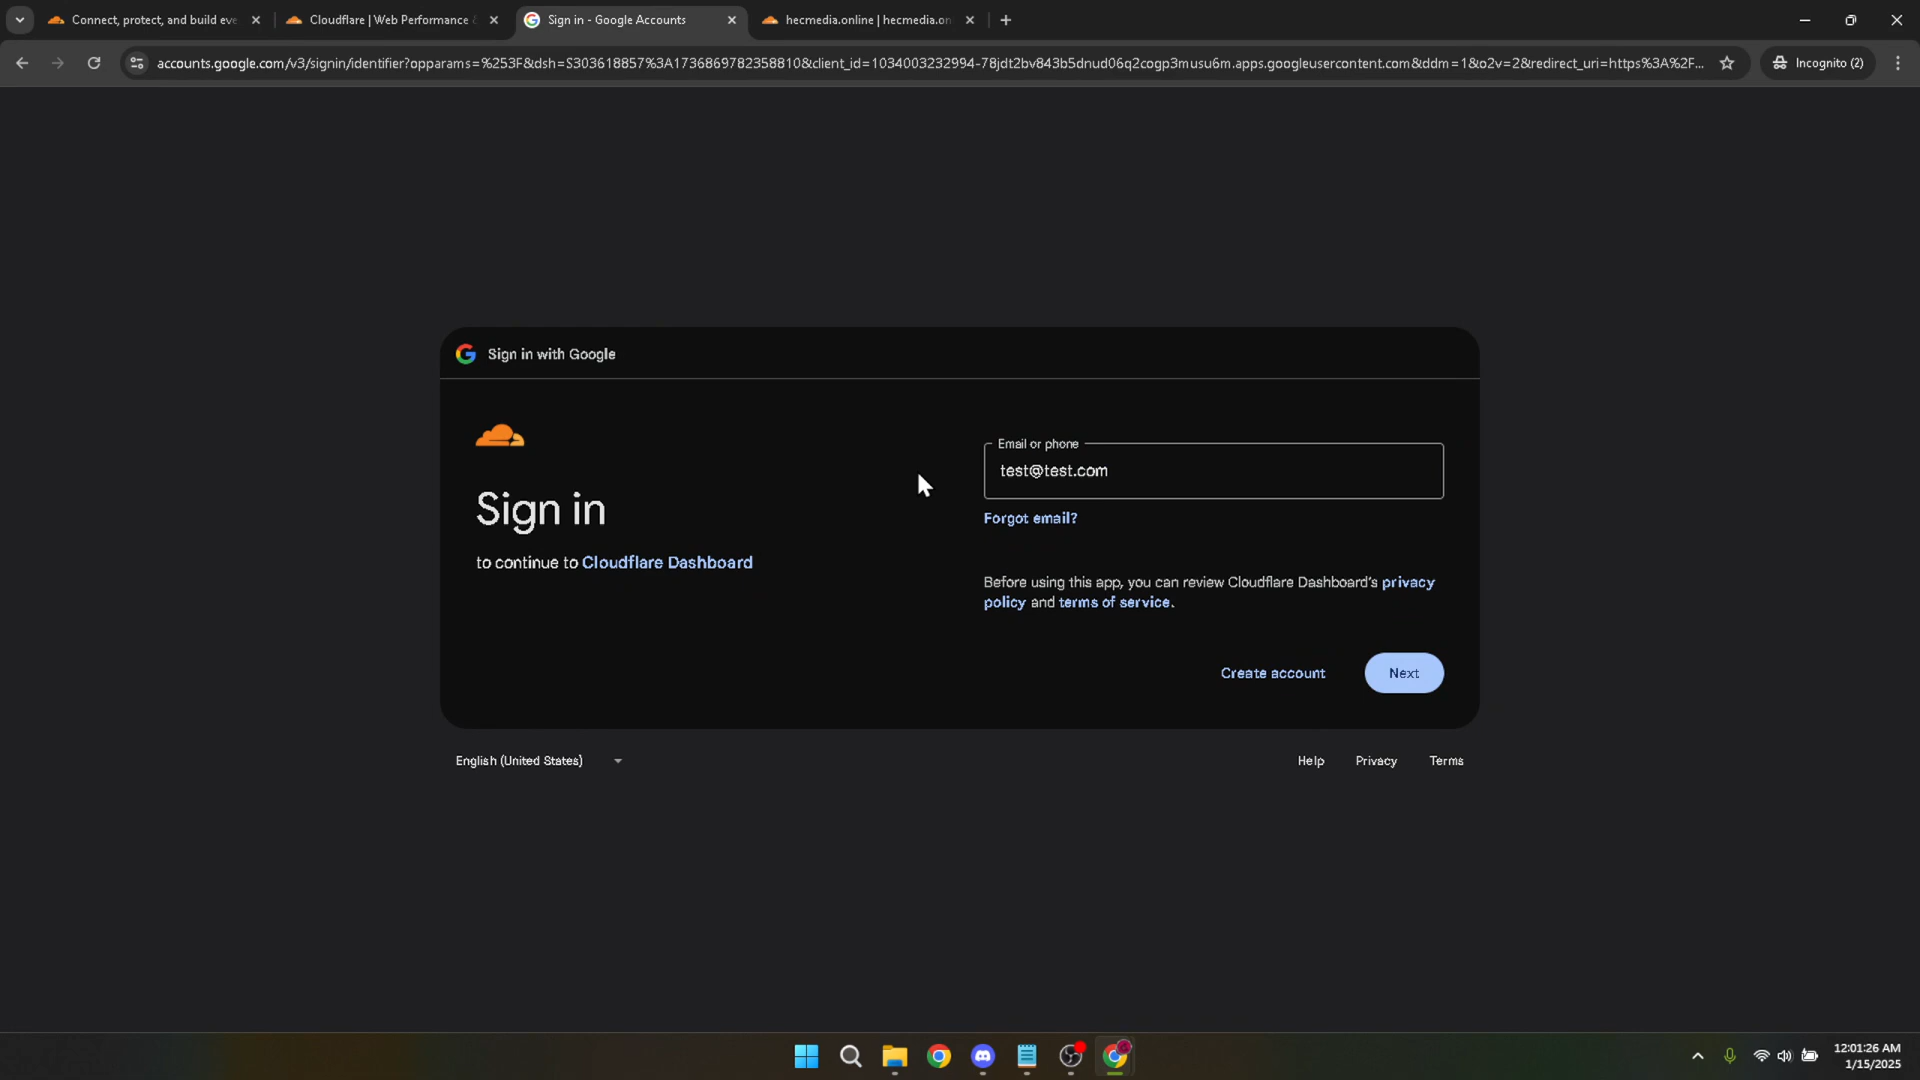 Connect, protect, and build eve
Cloudflare | Web Performance &
Sign in - Google Accounts
hecmedia.online | hecmedia.on
accounts.google.com/v3/signin/identifier?opparams=%253F&dsh=S303618857%3A1736869782358810&client_id=1034003232994-78jdt2bv843b5dnud06q2cogp3musu6m.apps.googleusercontent.com&ddm=1&o2v=2&redirect_uri=https%3A%2F...
Incognito (2)
Sign in with Google
Sign in
to continue to Cloudflare Dashboard
Email or phone
test@test.com
Forgot email?
Before using this app, you can review Cloudflare Dashboard's privacy
policy and terms of service.
Create account
Next
English (United States)
Help
Privacy
Terms
12:01:26 AM
1/15/2025